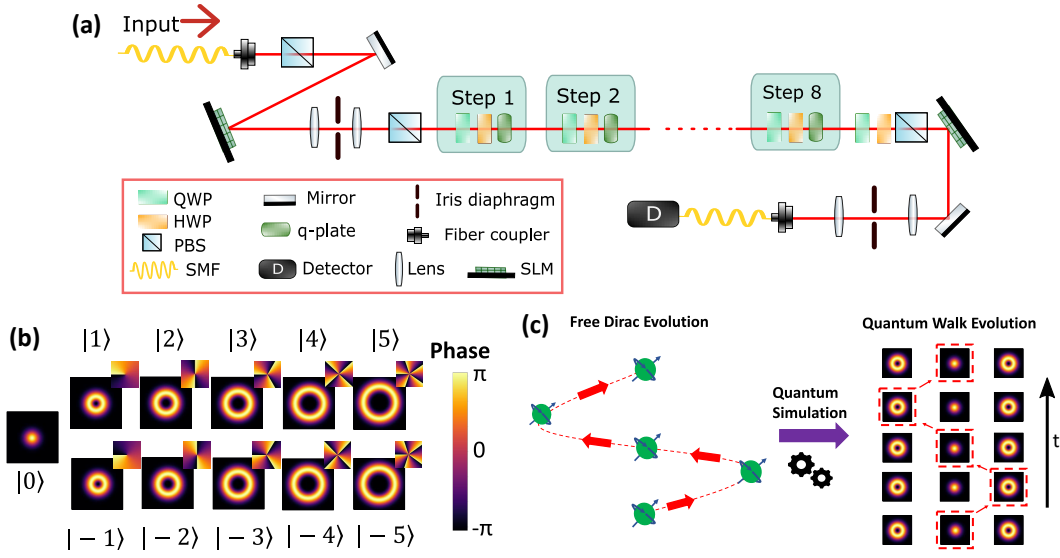 (a)
Input
Step 1
Step 2
Step 8
QWP
HWP
PBS
SMF
Mirror
q-plate
D
Detector
Iris diaphragm
Fiber coupler
Lens
SLM
D
(b)
|1⟩ |2⟩ |3⟩ |4⟩ |5⟩
|0⟩
|−1⟩ |−2⟩ |−3⟩ |−4⟩ |−5⟩
Phase
π
0
-π
(c)
Free Dirac Evolution
Quantum
Simulation
Quantum Walk Evolution
t